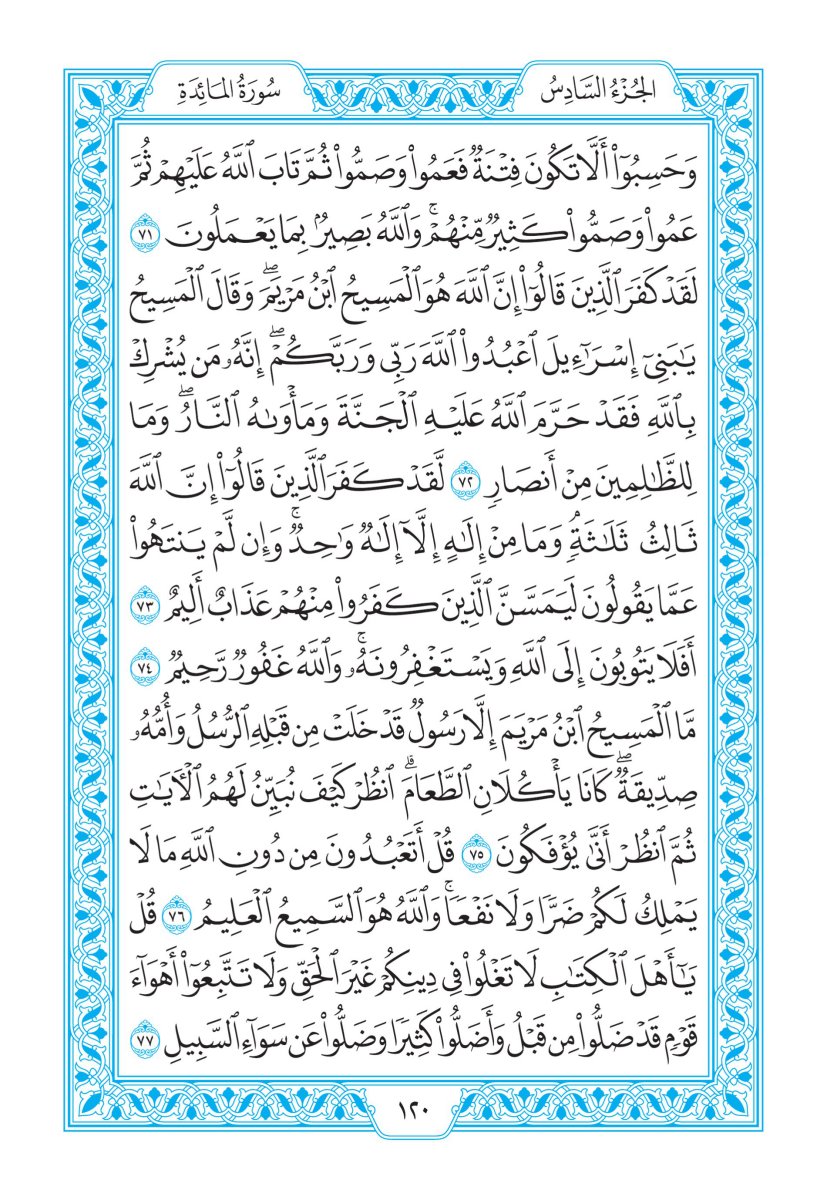 الجُزْءُ السَّادِسُ
سُورَةُ المَائِدَةِ
وَحَسِبُوٓاْ أَلَّا تَكُونَ فِتۡنَةٞ فَعَمُواْ وَصَمُّواْ ثُمَّ تَابَ ٱللَّهُ عَلَيۡهِمۡ ثُمَّ
عَمُواْ وَصَمُّواْ كَثِيرٞ مِّنۡهُمۡۚ وَٱللَّهُ بَصِيرُۢ بِمَا يَعۡمَلُونَ ٧١
لَقَدۡ كَفَرَ ٱلَّذِينَ قَالُوٓاْ إِنَّ ٱللَّهَ هُوَ ٱلۡمَسِيحُ ٱبۡنُ مَرۡيَمَۖ وَقَالَ ٱلۡمَسِيحُ
يَٰبَنِيٓ إِسۡرَٰٓءِيلَ ٱعۡبُدُواْ ٱللَّهَ رَبِّي وَرَبَّكُمۡۖ إِنَّهُۥ مَن يُشۡرِكۡ
بِٱللَّهِ فَقَدۡ حَرَّمَ ٱللَّهُ عَلَيۡهِ ٱلۡجَنَّةَ وَمَأۡوَىٰهُ ٱلنَّارُۖ وَمَا
لِلظَّٰلِمِينَ مِنۡ أَنصَارٖ ٧٢ لَّقَدۡ كَفَرَ ٱلَّذِينَ قَالُوٓاْ إِنَّ ٱللَّهَ
ثَالِثُ ثَلَٰثَةٖۘ وَمَا مِنۡ إِلَٰهٍ إِلَّآ إِلَٰهٞ وَٰحِدٞۚ وَإِن لَّمۡ يَنتَهُواْ
عَمَّا يَقُولُونَ لَيَمَسَّنَّ ٱلَّذِينَ كَفَرُواْ مِنۡهُمۡ عَذَابٌ أَلِيمٌ ٧٣
أَفَلَا يَتُوبُونَ إِلَى ٱللَّهِ وَيَسۡتَغۡفِرُونَهُۥۚ وَٱللَّهُ غَفُورٞ رَّحِيمٞ ٧٤
مَّا ٱلۡمَسِيحُ ٱبۡنُ مَرۡيَمَ إِلَّا رَسُولٞ قَدۡ خَلَتۡ مِن قَبۡلِهِ ٱلرُّسُلُ وَأُمُّهُۥ
صِدِّيقَةٞۖ كَانَا يَأۡكُلَانِ ٱلطَّعَامَۗ ٱنظُرۡ كَيۡفَ نُبَيِّنُ لَهُمُ ٱلۡأٓيَٰتِ
ثُمَّ ٱنظُرۡ أَنَّىٰ يُؤۡفَكُونَ ٧٥ قُلۡ أَتَعۡبُدُونَ مِن دُونِ ٱللَّهِ مَا لَا
يَمۡلِكُ لَكُمۡ ضَرّٗا وَلَا نَفۡعٗاۚ وَٱللَّهُ هُوَ ٱلسَّمِيعُ ٱلۡعَلِيمُ ٧٦ قُلۡ
يَٰٓأَهۡلَ ٱلۡكِتَٰبِ لَا تَغۡلُواْ فِي دِينِكُمۡ غَيۡرَ ٱلۡحَقِّ وَلَا تَتَّبِعُوٓاْ أَهۡوَآءَ
قَوۡمٖ قَدۡ ضَلُّواْ مِن قَبۡلُ وَأَضَلُّواْ كَثِيرٗا وَضَلُّواْ عَن سَوَآءِ ٱلسَّبِيلِ ٧٧
١٢٠